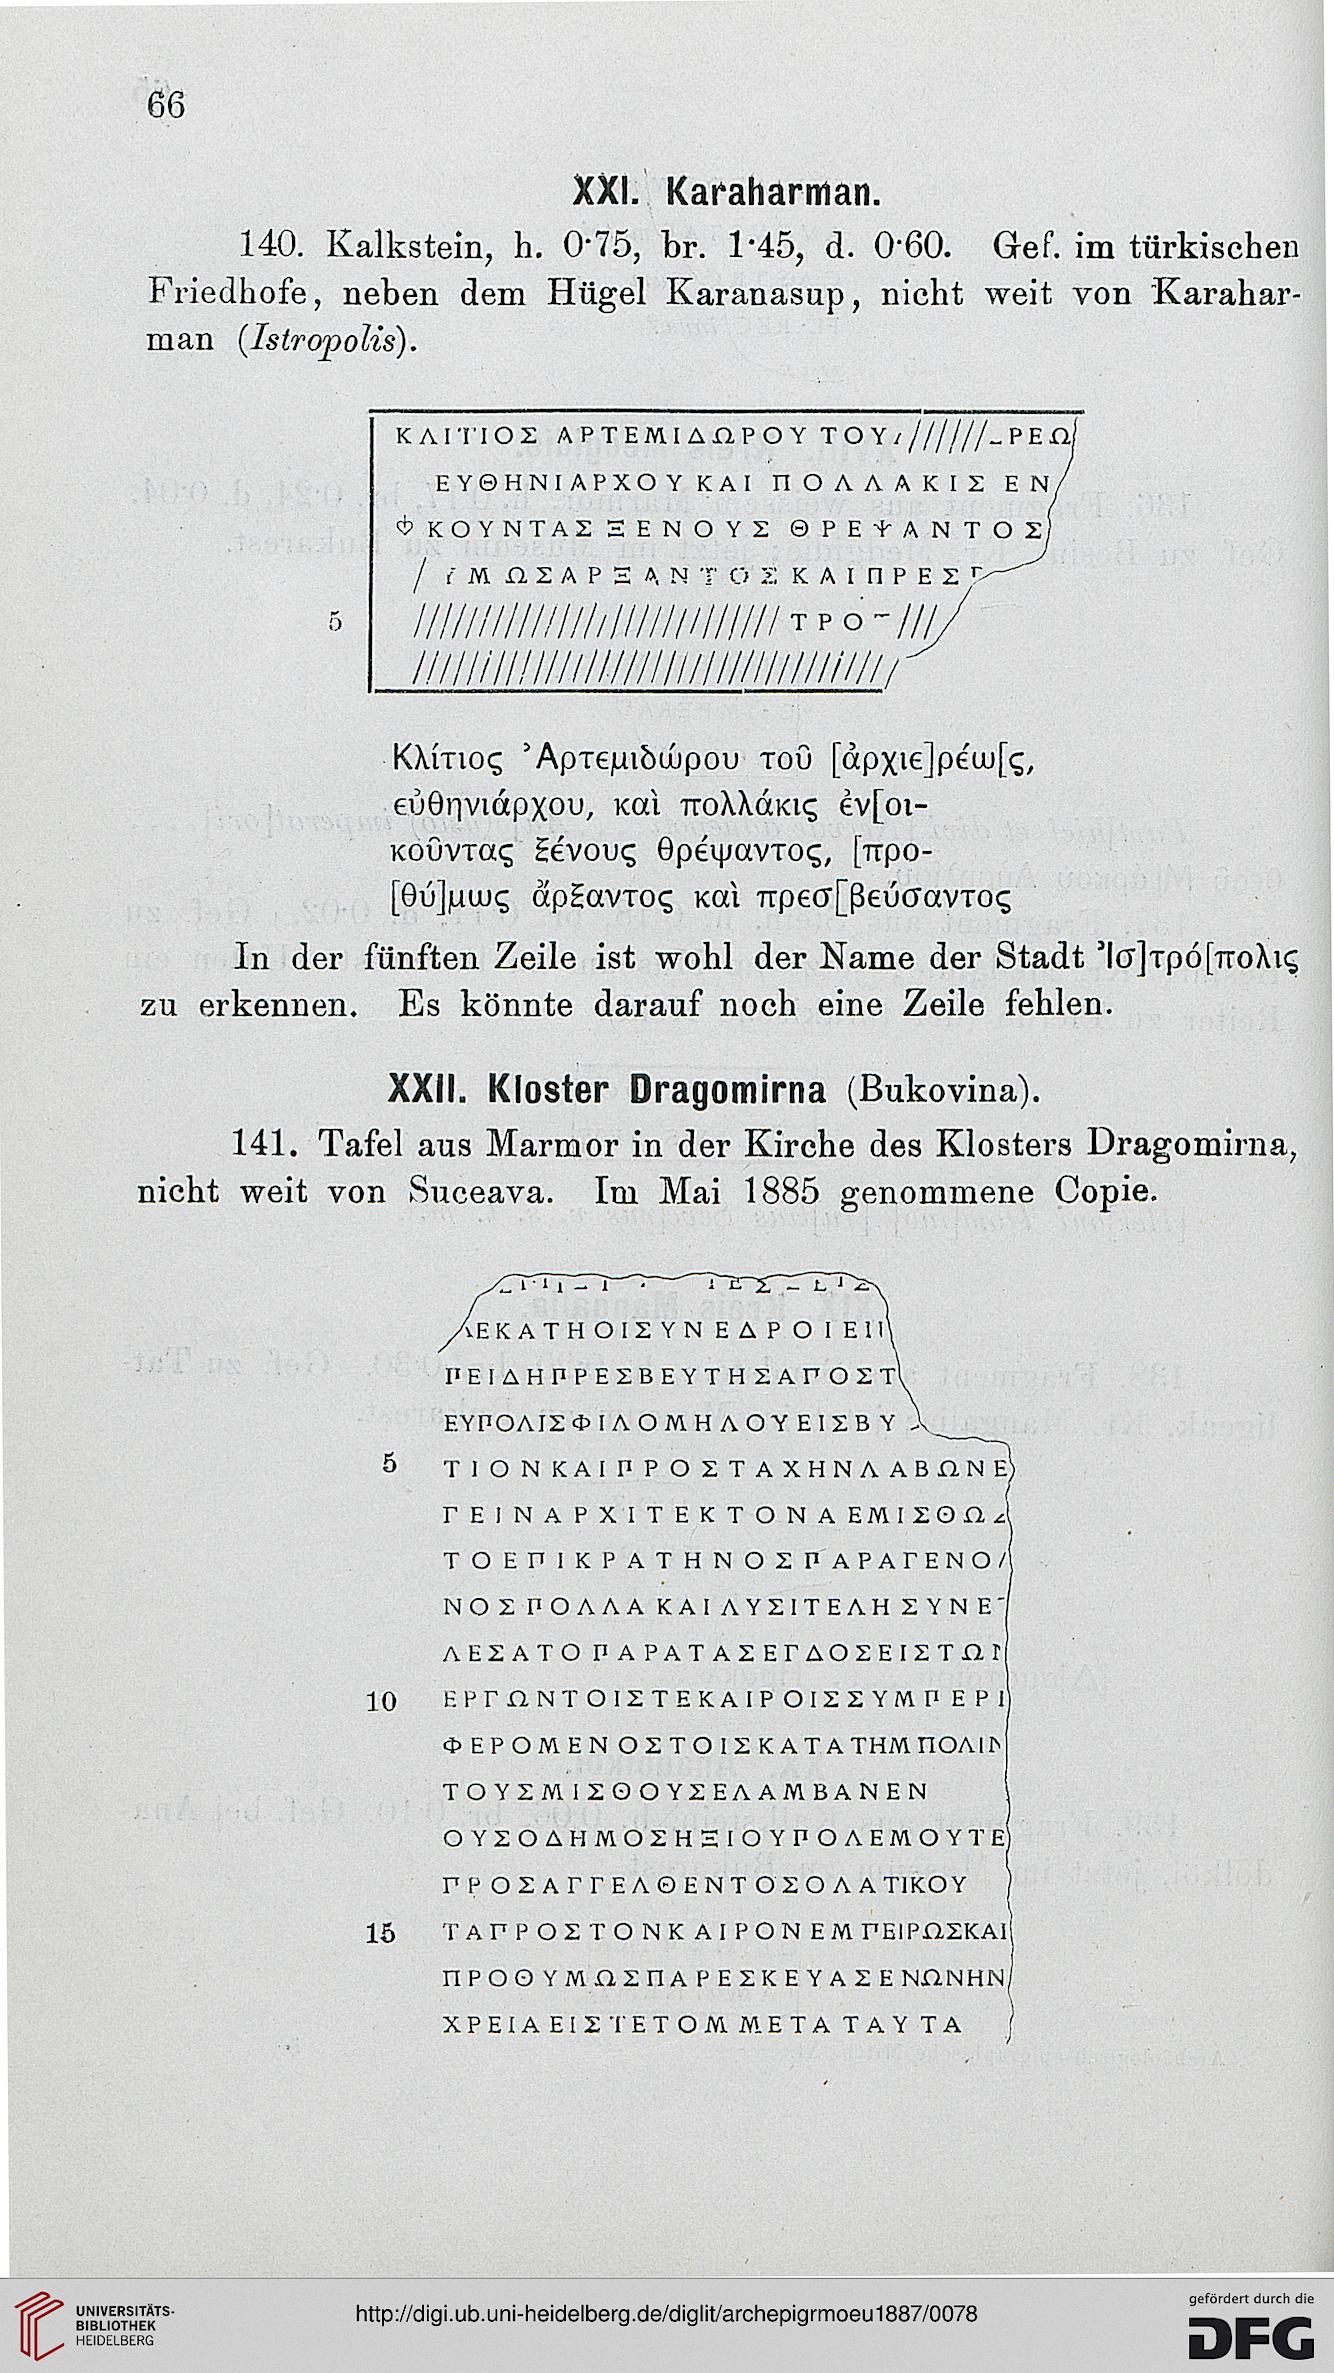 66
XXI. Karaharman.
140. Kalkstein, h. 0·75, br. 1·45, d. 0·60. Gef. im türkischen
Friedhofe, neben dem Hügel Karanasup, nicht weit von Karahar-
man (Istropolis).
ΚΛΙΤΙΟΣ ΑΡΤΕΜΙΔΩΡΟΥ ΤΟΥ ΡΕΩ
ΕΥΘΗΝΙΑΡΧΟΥ ΚΑΙ ΠΟΛΛΑΚΙΣ ΕΝ
ΚΟΥΝΤΑΣ ΞΕΝΟΥΣ ΘΡΕΨΑΝΤΟΣ
ΜΩΣΑΡΞΑΝΤΟΣ ΚΑΙΠΡΕΣ
5 ΤΡΟ
Κλίτιος Ἀρτεμιδώρου τοῦ [ἀρχιε]ρέω[ς,
εὐθηνιάρχου, καὶ πολλάκις ἐν[οι-
κοῦντας ξένους θρέψαντος, [προ-
[θύ]μως ἄρξαντος καὶ πρεσ[βεύσαντος
In der fünften Zeile ist wohl der Name der Stadt Ἰσ]τρό[πολις
zu erkennen. Es könnte darauf noch eine Zeile fehlen.
XXII. Kloster Dragomirna (Bukovina).
141. Tafel aus Marmor in der Kirche des Klosters Dragomirna,
nicht weit von Suceava. Im Mai 1885 genommene Copie.
ΕΚΑΤΗΟΙΣΥΝΕΔΡΟΙΕΠ
ΠΕΙΔΗΠΡΕΣΒΕΥΤΗΣΑΠΟΣΤ
ΕΥΠΟΛΙΣΦΙΛΟΜΗΛΟΥΕΙΣΒΥ
5 ΤΙΟΝΚΑΙΠΡΟΣΤΑΧΗΝΛΑΒΩΝΕ
ΓΕΙΝΑΡΧΙΤΕΚΤΟΝΑΕΜΙΣΘΩ
ΤΟΕΠΙΚΡΑΤΗΝΟΣΠΑΡΑΓΕΝΟ
ΝΟΣΠΟΛΛΑΚΑΙΛΥΣΙΤΕΛΗΣΥΝΕ
ΛΕΣΑΤΟΠΑΡΑΤΑΣΕΓΔΟΣΕΙΣΤΩ
10 ΕΡΓΩΝΤΟΙΣΤΕΚΑΙΡΟΙΣΣΥΜΠΕΡΙ
ΦΕΡΟΜΕΝΟΣΤΟΙΣΚΑΤΑΤΗΜΠΟΛΙΝ
ΤΟΥΣΜΙΣΘΟΥΣΕΛΑΜΒΑΝΕΝ
ΟΥΣΟΔΗΜΟΣΗΞΙΟΥΠΟΛΕΜΟΥΤΕ
ΠΡΟΣΑΓΓΕΛΘΕΝΤΟΣΟΛΑΤΙΚΟΥ
15 ΤΑΠΡΟΣΤΟΝΚΑΙΡΟΝΕΜΠΕΙΡΩΣΚΑΙ
ΠΡΟΘΥΜΩΣΠΑΡΕΣΚΕΥΑΣΕΝΩΝΗΝ
ΧΡΕΙΑΕΙΣΤΕΤΟΜΜΕΤΑΤΑΥΤΑ
UNIVERSITÄTS-
BIBLIOTHEK
HEIDELBERG
http://digi.ub.uni-heidelberg.de/diglit/archepigrmoeu1887/0078
gefördert durch die
DFG